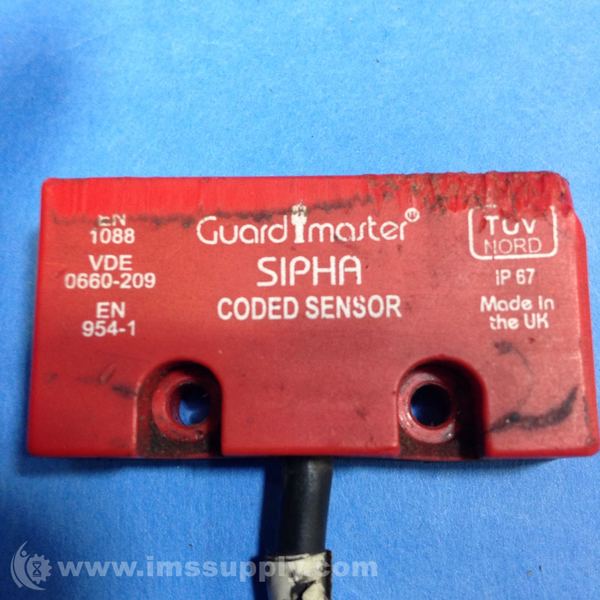 EN
1088
VDE
0660-209
EN
954-1
Guardmaster
SIPHA
CODED SENSOR
TÜV
NORD
IP 67
Made in
the UK
www.imssupply.com